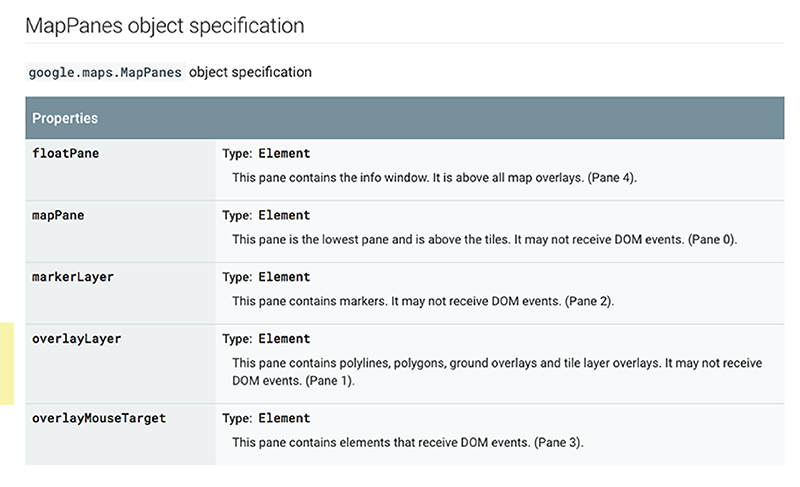 MapPanes object specification
google.maps.MapPanes object specification
Properties
floatPane
Type: Element
This pane contains the info window. It is above all map overlays. (Pane 4).
mapPane
Type: Element
This pane is the lowest pane and is above the tiles. It may not receive DOM events. (Pane 0).
markerLayer
Type: Element
This pane contains markers. It may not receive DOM events. (Pane 2).
overlayLayer
Type: Element
This pane contains polylines, polygons, ground overlays and tile layer overlays. It may not receive
DOM events. (Pane 1).
overlayMouseTarget
Type: Element
This pane contains elements that receive DOM events. (Pane 3).